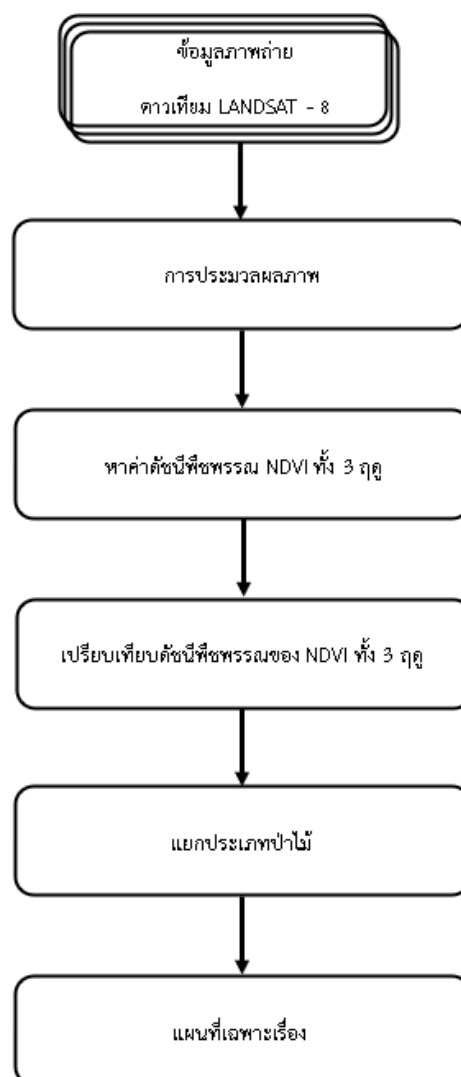 ข้อมูลภาพถ่าย
ดาวเทียม LANDSAT - 8
การประมวลผลภาพ
หาค่าดัชนีพืชพรรณ NDVI ทั้ง 3 ฤดู
เปรียบเทียบดัชนีพืชพรรณของ NDVI ทั้ง 3 ฤดู
แยกประเภทป่าไม้
แผนที่เฉพาะเรื่อง